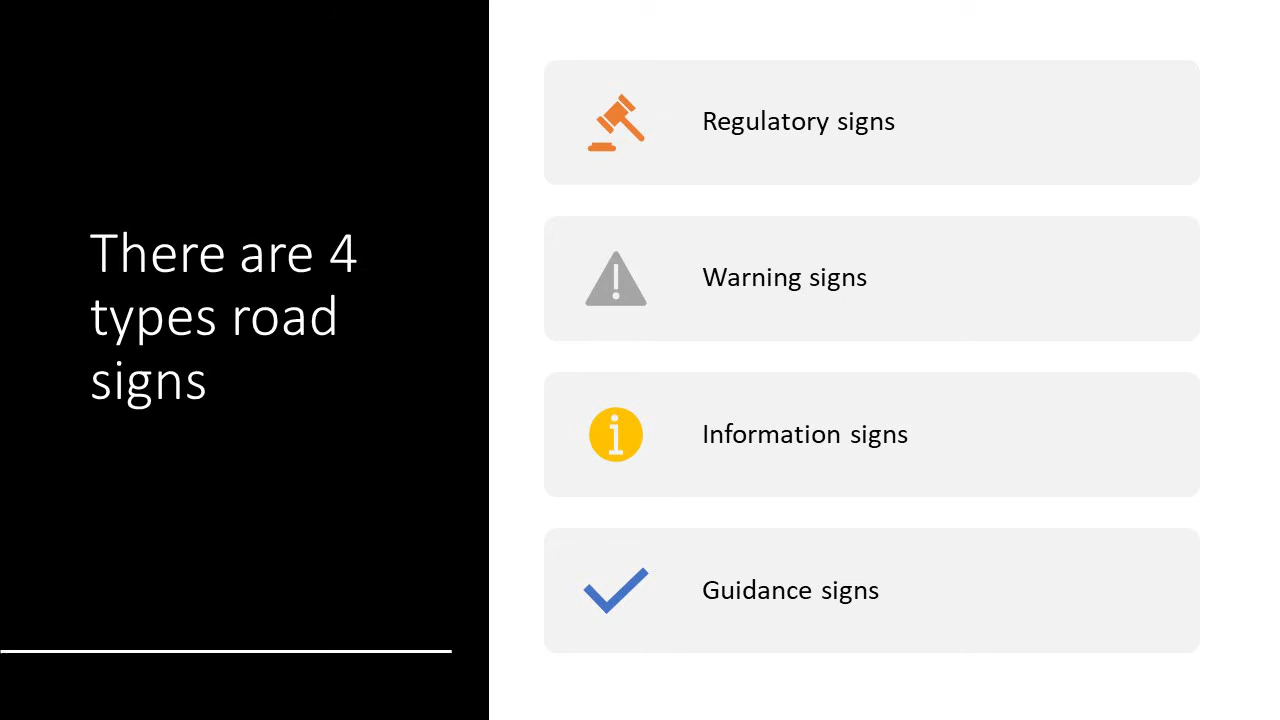 There are 4
types road
signs
Regulatory signs
Warning signs
Information signs
Guidance signs